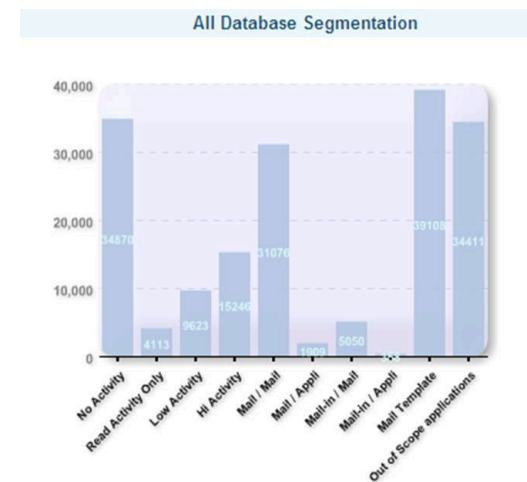 All Database Segmentation
40,000
30,000
20,000
10,000
0
34870
4113
9623
15246
31076
1909
5050
39108
34411
No Activity
Read Activity Only
Low Activity
Hi Activity
Mail / Mail
Mail / Appli
Mail-in / Mail
Mail-in / Appli
Mail Template
Out of Scope applications